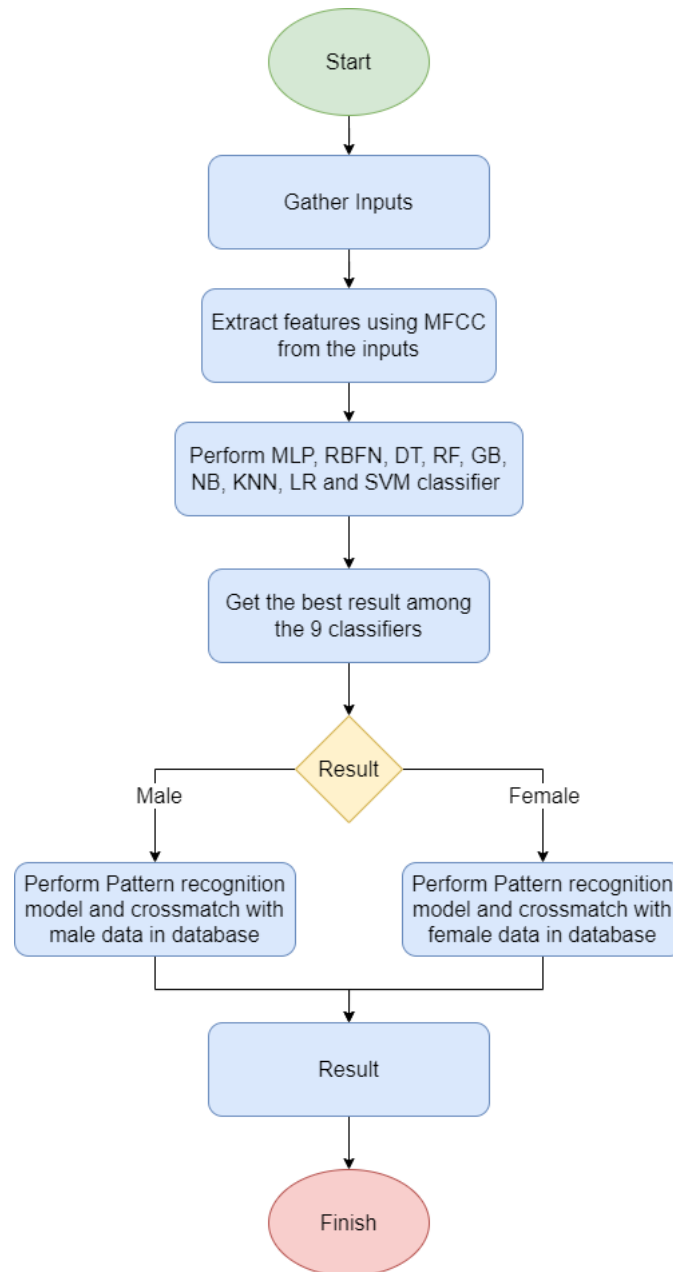 Start
Gather Inputs
Extract features using MFCC
from the inputs
Perform MLP, RBFN, DT, RF, GB,
NB, KNN, LR and SVM classifier
Get the best result among
the 9 classifiers
Result
Male
Female
Perform Pattern recognition
model and crossmatch with
male data in database
Perform Pattern recognition
model and crossmatch with
female data in database
Result
Finish